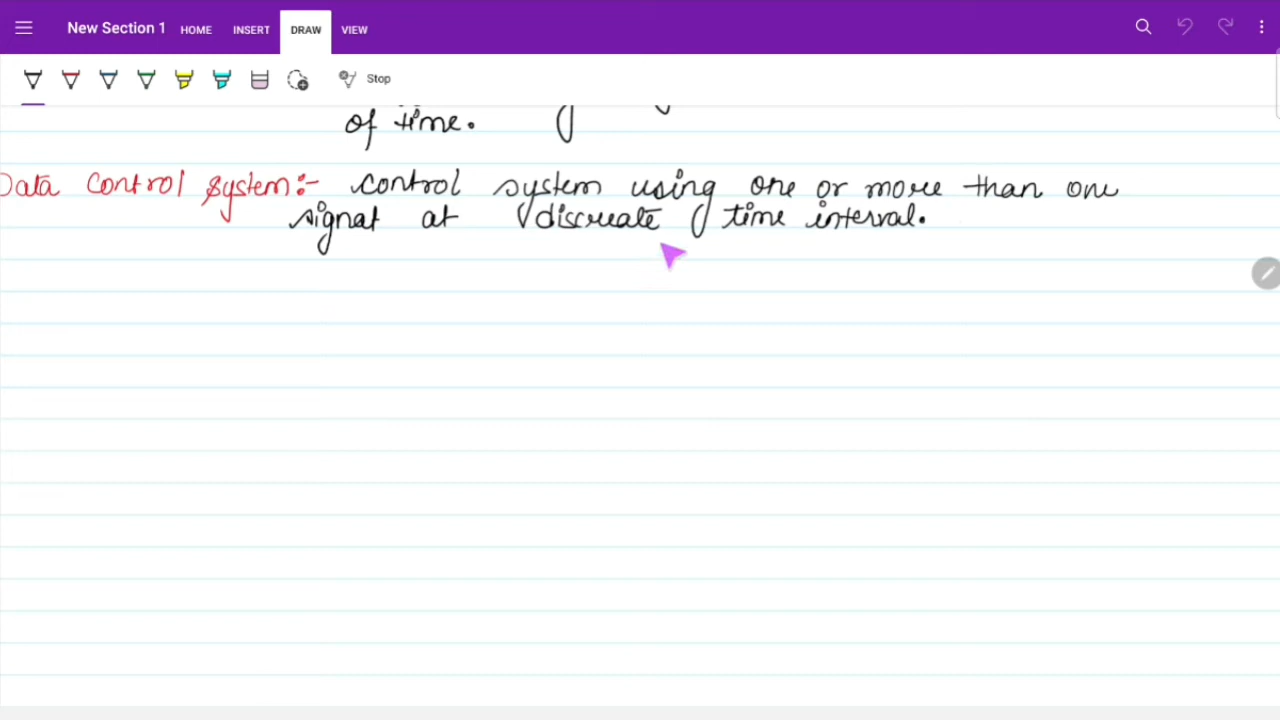 New Section 1 HOME INSERT DRAW VIEW
Stop
of time.
Data Control System:- control system using one or more than one
signal at discreate time interval.